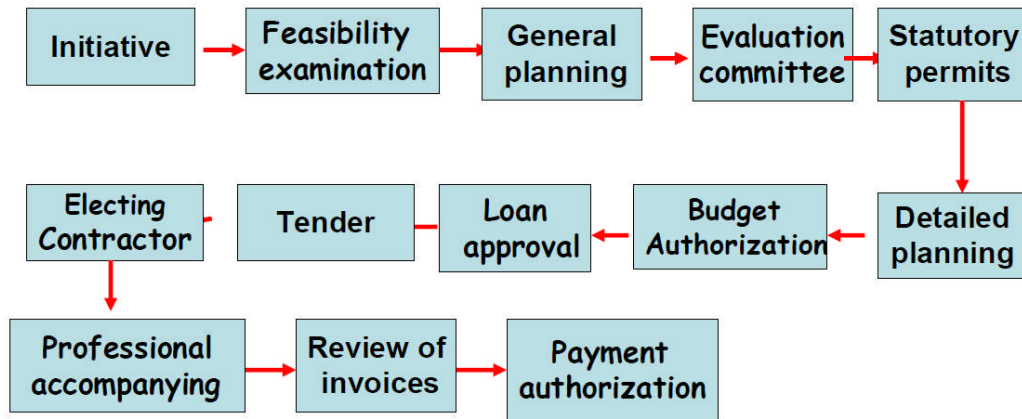 Initiative
Feasibility
examination
General
planning
Evaluation
committee
Statutory
permits
Detailed
planning
Budget
Authorization
Loan
approval
Tender
Electing
Contractor
Professional
accompanying
Review of
invoices
Payment
authorization